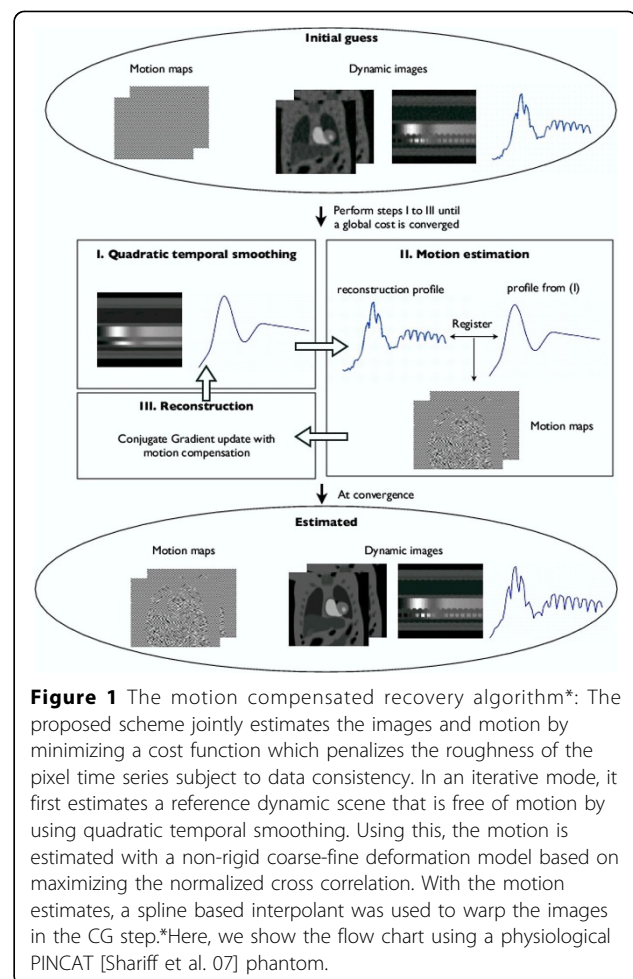 Initial guess
Motion maps
Dynamic images
Perform steps I to III until
a global cost is converged
I. Quadratic temporal smoothing
II. Motion estimation
reconstruction profile
profile from (I)
Register
Motion maps
III. Reconstruction
Conjugate Gradient update with
motion compensation
At convergence
Estimated
Motion maps
Dynamic images
Figure 1 The motion compensated recovery algorithm*: The
proposed scheme jointly estimates the images and motion by
minimizing a cost function which penalizes the roughness of the
pixel time series subject to data consistency. In an iterative mode, it
first estimates a reference dynamic scene that is free of motion by
using quadratic temporal smoothing. Using this, the motion is
estimated with a non-rigid coarse-fine deformation model based on
maximizing the normalized cross correlation. With the motion
estimates, a spline based interpolant was used to warp the images
in the CG step.*Here, we show the flow chart using a physiological
PINCAT [Shariff et al. 07] phantom.